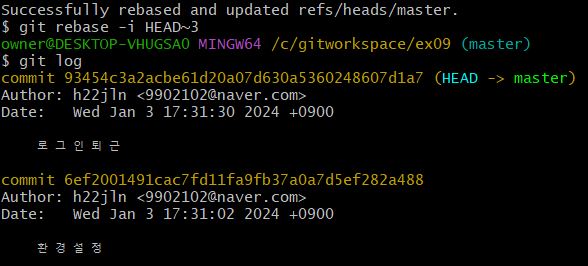 Successfully rebased and updated refs/heads/master.
$ git rebase -i HEAD~3
owner@DESKTOP-VHUGSAO MINGW64 /c/gitworkspace/ex09 (master)
$ git log
commit 93454c3a2acbe61d20a07d630a5360248607d1a7 (HEAD -> master)
Author: h22jln <9902102@naver.com>
Date: Wed Jan 3 17:31:30 2024 +0900
로그인퇴근
commit 6ef2001491cac7fd11fa9fb37a0a7d5ef282a488
Author: h22jln <9902102@naver.com>
Date: Wed Jan 3 17:31:02 2024 +0900
환경설정